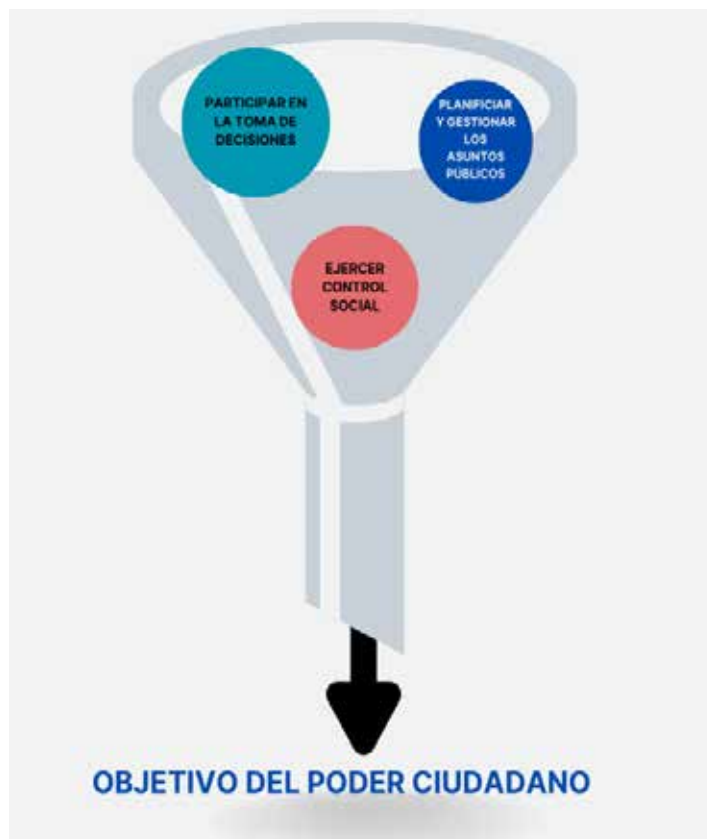 PARTICIPAR EN
LA TOMA DE
DECISIONES
PLANIFICIAR
Y GESTIONAR
LOS
ASUNTOS
PÚBLICOS
EJERCER
CONTROL
SOCIAL
OBJETIVO DEL PODER CIUDADANO